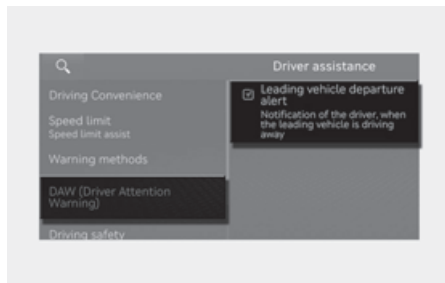 Driver assistance
Driving Convenience
Speed limit
Speed limit assist
Warning methods
DAW (Driver Attention
Warning)
Driving safety
Leading vehicle departure
alert
Notification of the driver, when
the leading vehicle is driving
away